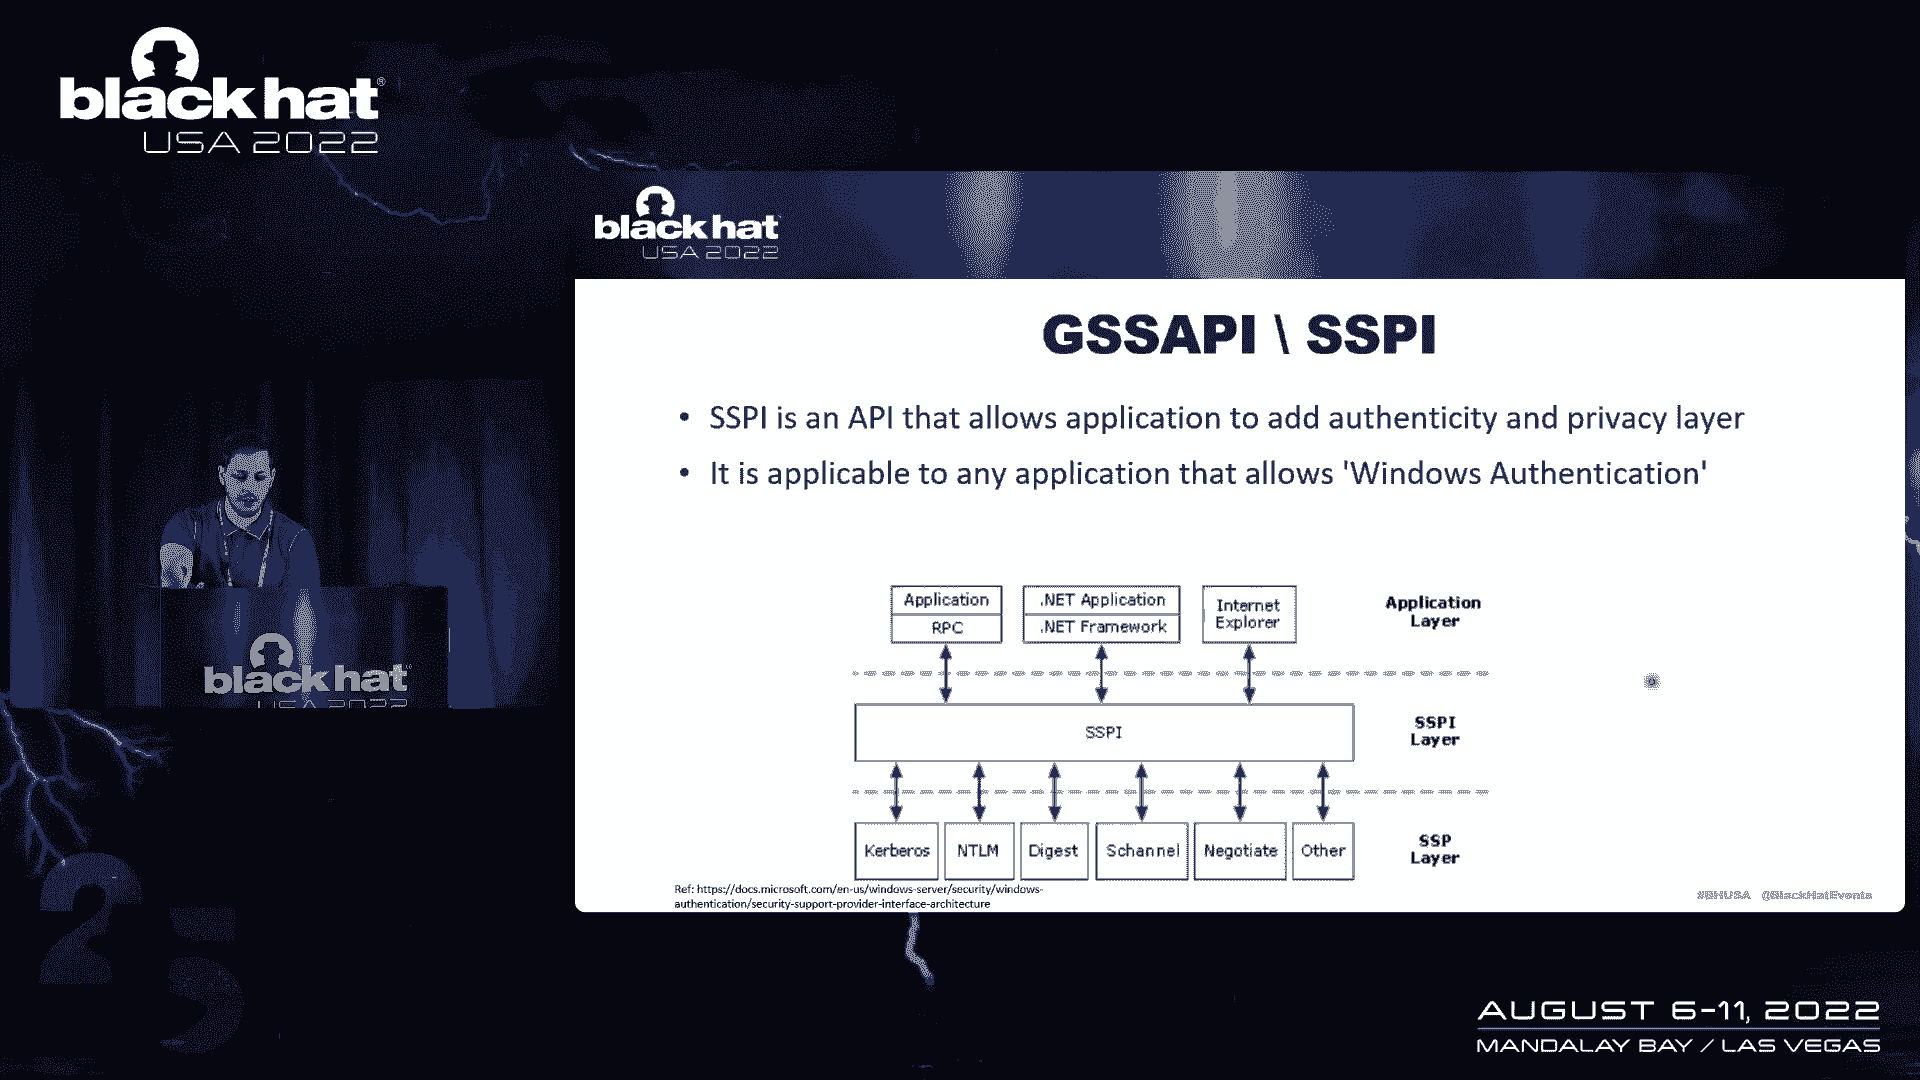 black hat®
USA 2022
black hat
USA 2022
GSSAPI \ SSPI
• SSPI is an API that allows application to add authenticity and privacy layer
• It is applicable to any application that allows 'Windows Authentication'
Application
RPC
.NET Application
.NET Framework
Internet
Explorer
Application
Layer
SSPI
SSPI
Layer
Kerberos
NTLM
Digest
Schannel
Negotiate
Other
SSP
Layer
Ref: https://docs.microsoft.com/en-us/windows-server/security/windows-
authentication/security-support-provider-interface-architecture
#BHUSA @BlackHatEvents
black hat
USA 2022
25
AUGUST 6-11, 2022
MANDALAY BAY / LAS VEGAS